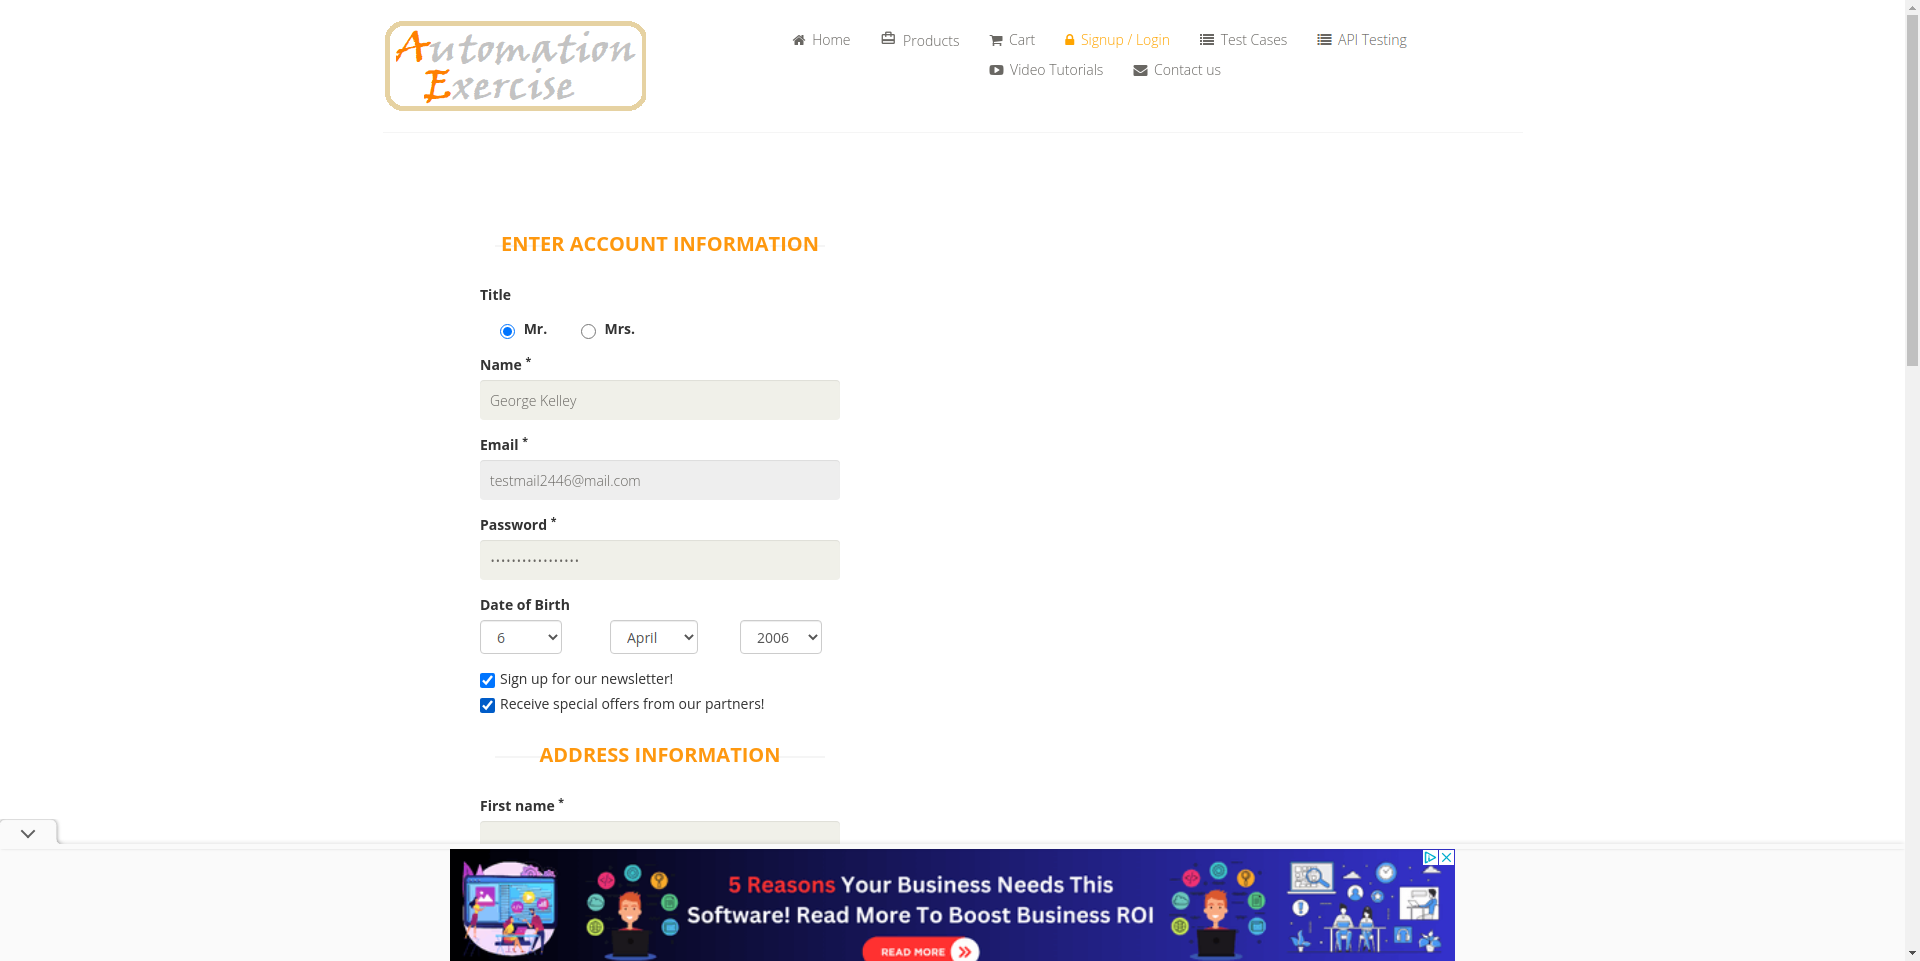 Automation
Exercise
Home
Products
Cart
Signup / Login
Test Cases
API Testing
Video Tutorials
Contact us
ENTER ACCOUNT INFORMATION
Title
Mr.
Mrs.
Name *
George Kelley
Email *
testmail2446@mail.com
Password *
•••••••••••••••••
Date of Birth
6
April
2006
Sign up for our newsletter!
Receive special offers from our partners!
ADDRESS INFORMATION
First name *
5 Reasons Your Business Needs This
Software! Read More To Boost Business ROI
READ MORE